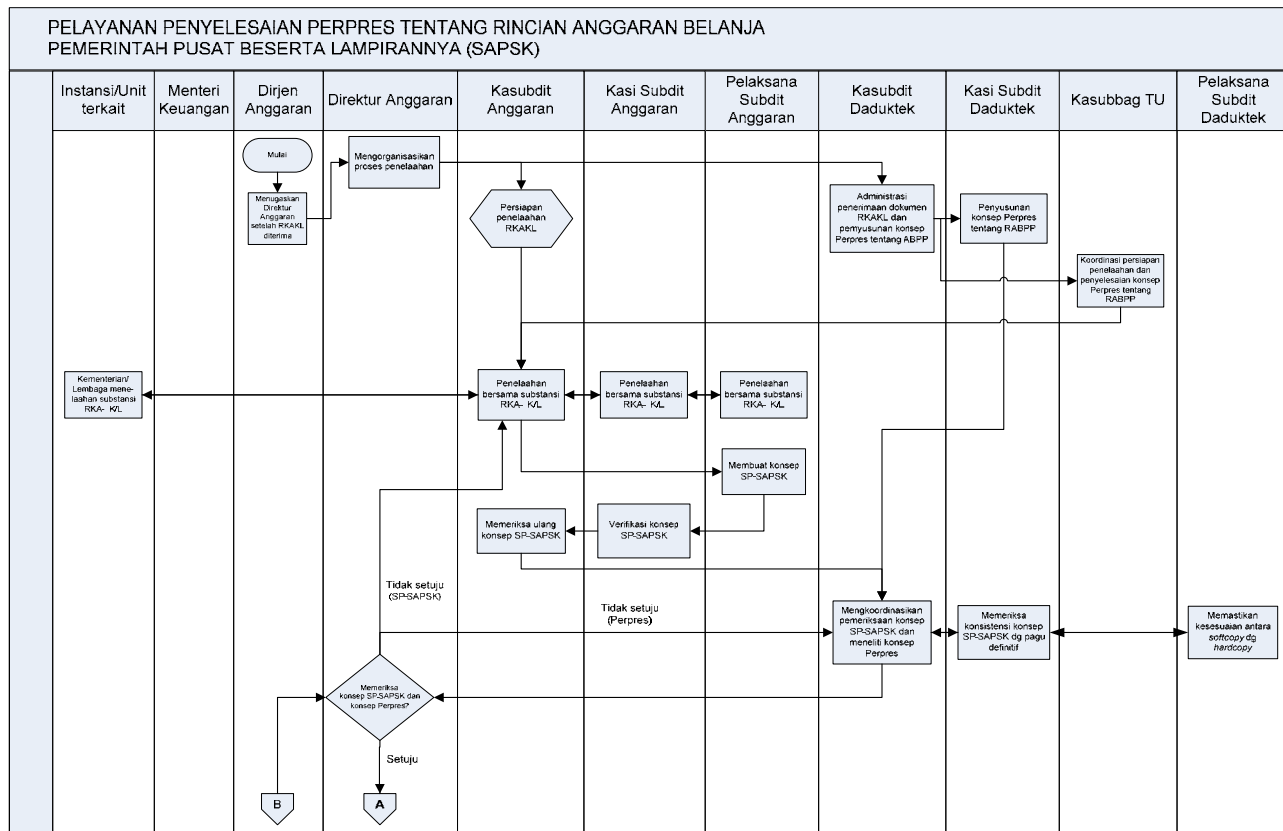 PELAYANAN PENYELESAIAN PERPRES TENTANG RINCIAN ANGGARAN BELANJA
PEMERINTAH PUSAT BESERTA LAMPIRANNYA (SAPSK)
Instansi/Unit
terkait
Menteri
Keuangan
Dirjen
Anggaran
Direktur Anggaran
Kasubdit
Anggaran
Kasi Subdit
Anggaran
Pelaksana
Subdit
Anggaran
Kasubdit
Daduktek
Kasi Subdit
Daduktek
Kasubbag TU
Pelaksana
Subdit
Daduktek
Mulai
Menugaskan
Direktur
Anggaran
setelah RKAKL
diterima
Mengorganisasikan
proses penelaahan
Persiapan
penelaahan
RKAKL
Administrasi
penerimaan dokumen
RKAKL dan
penyusunan konsep
Perpres tentang ABPP
Penyusunan
konsep Perpres
tentang RABPP
Koordinasi persiapan
penelaahan dan
penyelesaian konsep
Perpres tentang
RABPP
Kementerian/
Lembaga mene-
laahan substansi
RKA- K/L
Penelaahan
bersama substansi
RKA- K/L
Penelaahan
bersama substansi
RKA- K/L
Penelaahan
bersama substansi
RKA- K/L
Membuat konsep
SP-SAPSK
Memeriksa ulang
konsep SP-SAPSK
Verifikasi konsep
SP-SAPSK
Tidak setuju
(SP-SAPSK)
Tidak setuju
(Perpres)
Mengkoordinasikan
pemeriksaan konsep
SP-SAPSK dan
meneliti konsep
Perpres
Memeriksa
konsistensi konsep
SP-SAPSK dg pagu
definitif
Memastikan
kesesuaian antara
softcopy dg
hardcopy
Memeriksa
konsep SP-SAPSK dan
konsep Perpres?
Setuju
B
A